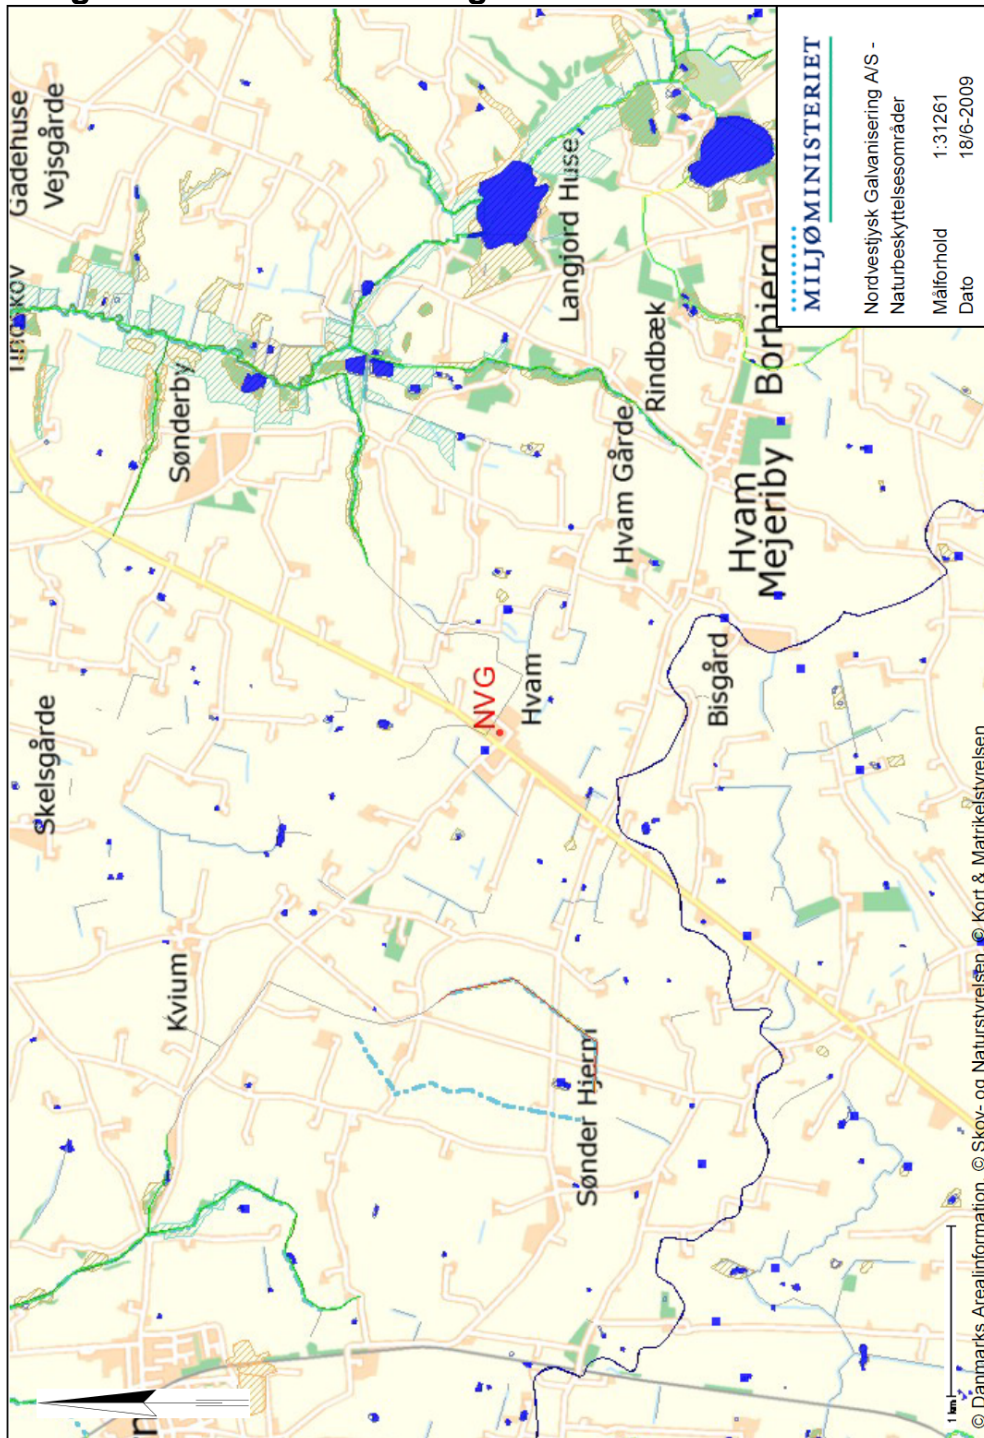 MILJØMINISTERIET
Nordvestjysk Galvanisering A/S -
Naturbeskyttelsesområder
Målforhold 1:31261
Dato 18/6-2009
Gadehuse
Vejsgårde
Sønderby
Langjord Huse
Rindbæk
Borbjerg
Hvam Gårde
Hvam
Mejeriby
Skelsgårde
NVG
Hvam
Bisgård
Kvium
Sønder Hjerm
1 km
© Danmarks Arealinformation © Skov- og Naturstyrelsen © Kort & Matrikelstyrelsen